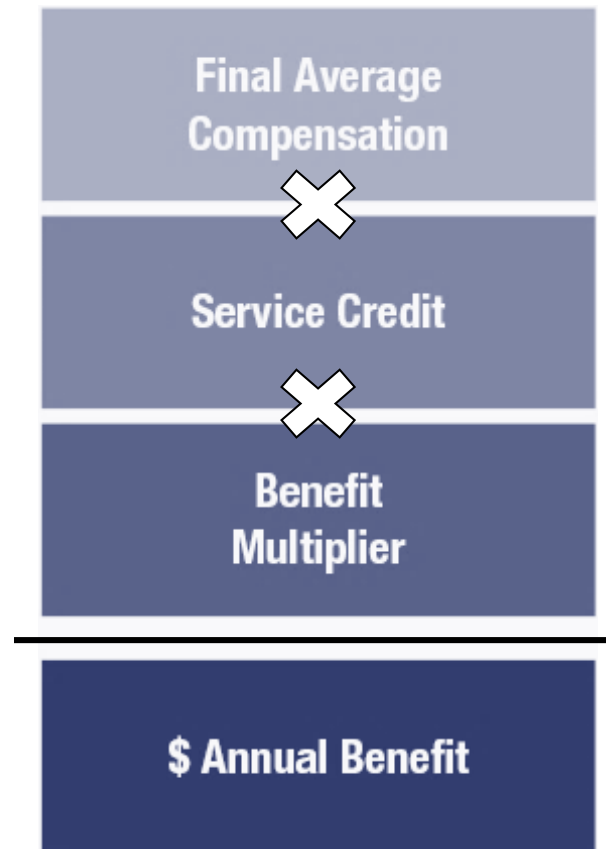 Final Average
Compensation
Service Credit
Benefit
Multiplier
$ Annual Benefit